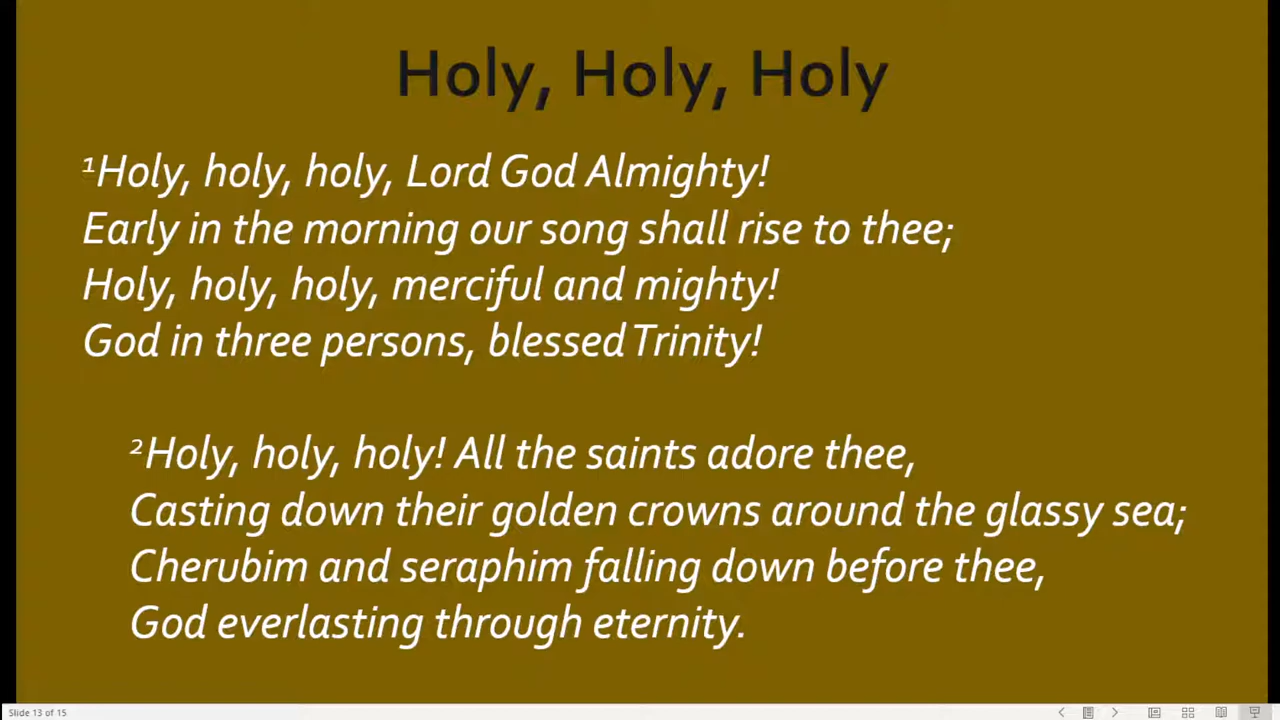 Holy, Holy, Holy
¹Holy, holy, holy, Lord God Almighty!
Early in the morning our song shall rise to thee;
Holy, holy, holy, merciful and mighty!
God in three persons, blessed Trinity!
²Holy, holy, holy! All the saints adore thee,
Casting down their golden crowns around the glassy sea;
Cherubim and seraphim falling down before thee,
God everlasting through eternity.
Slide 13 of 15